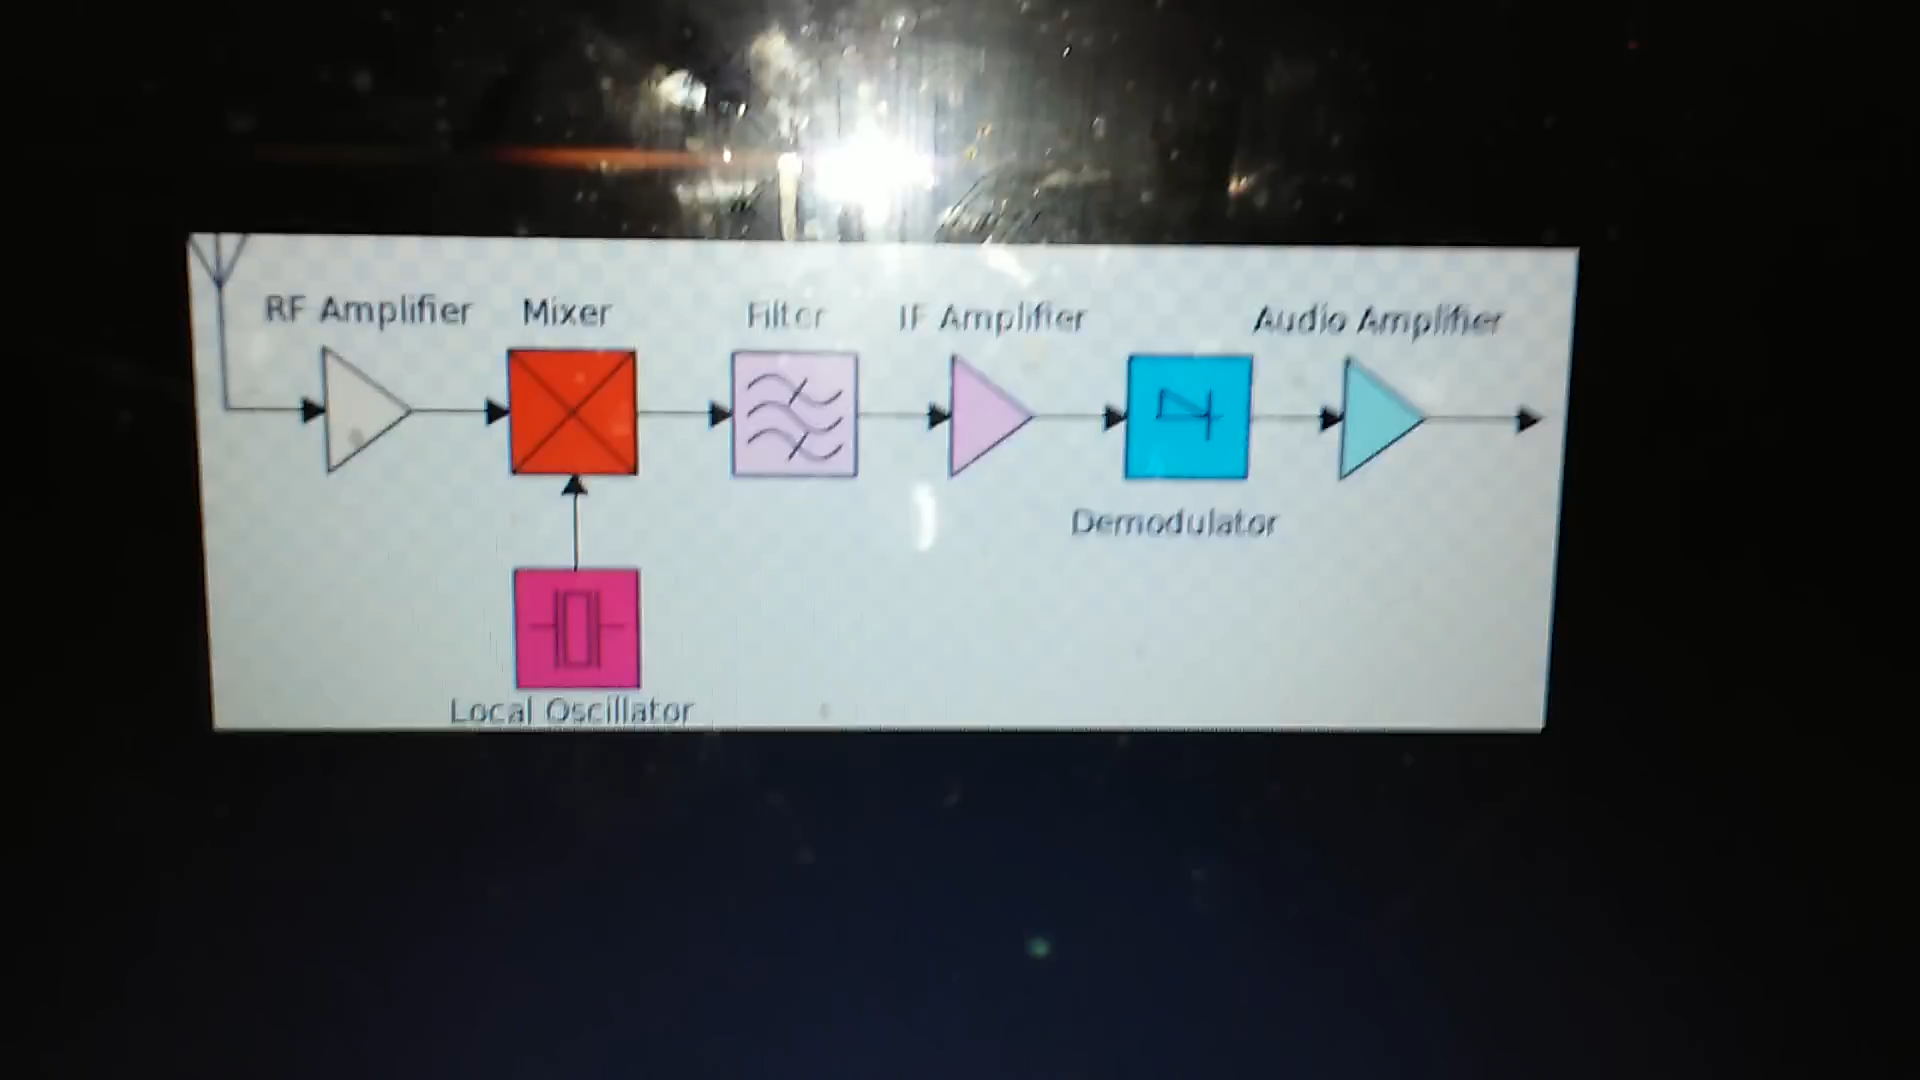 RF Amplifier Mixer Filter IF Amplifier Audio Amplifier
Demodulator
Local Oscillator